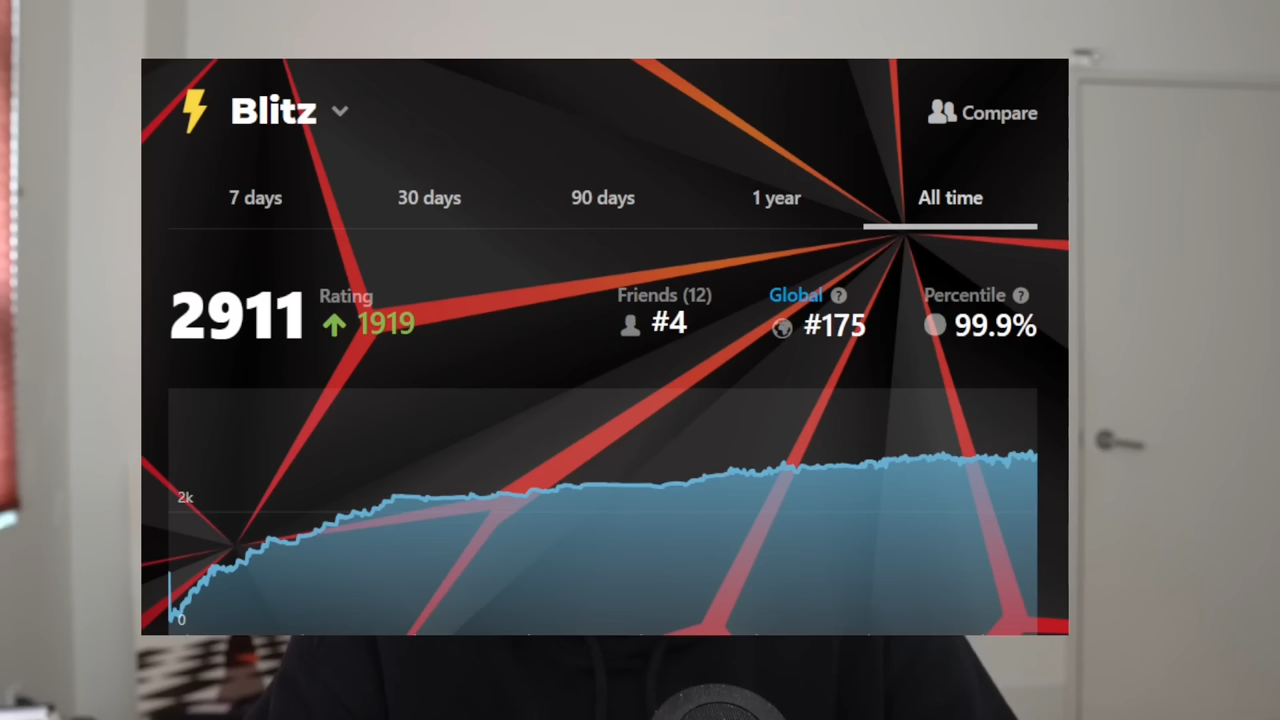 Blitz
Compare
7 days
30 days
90 days
1 year
All time
2911
Rating
1919
Friends (12)
#4
Global ?
#175
Percentile ?
99.9%
2k
0